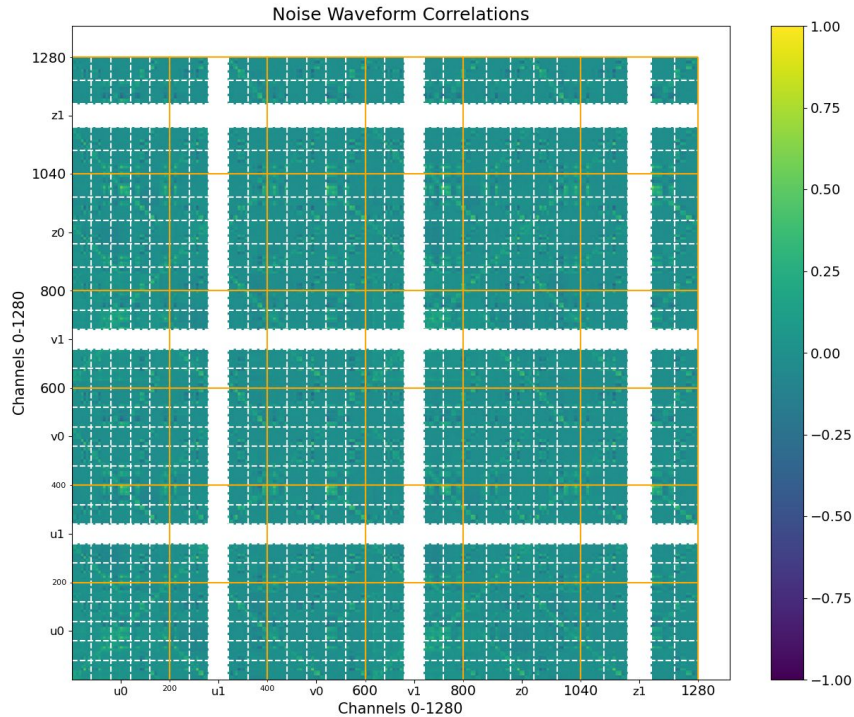 Noise Waveform Correlations
1280
z1
1040
z0
800
v1
600
v0
400
u1
200
u0
Channels 0-1280
u0 200 u1 400 v0 600 v1 800 z0 1040 z1 1280
Channels 0-1280
1.00
0.75
0.50
0.25
0.00
−0.25
−0.50
−0.75
−1.00